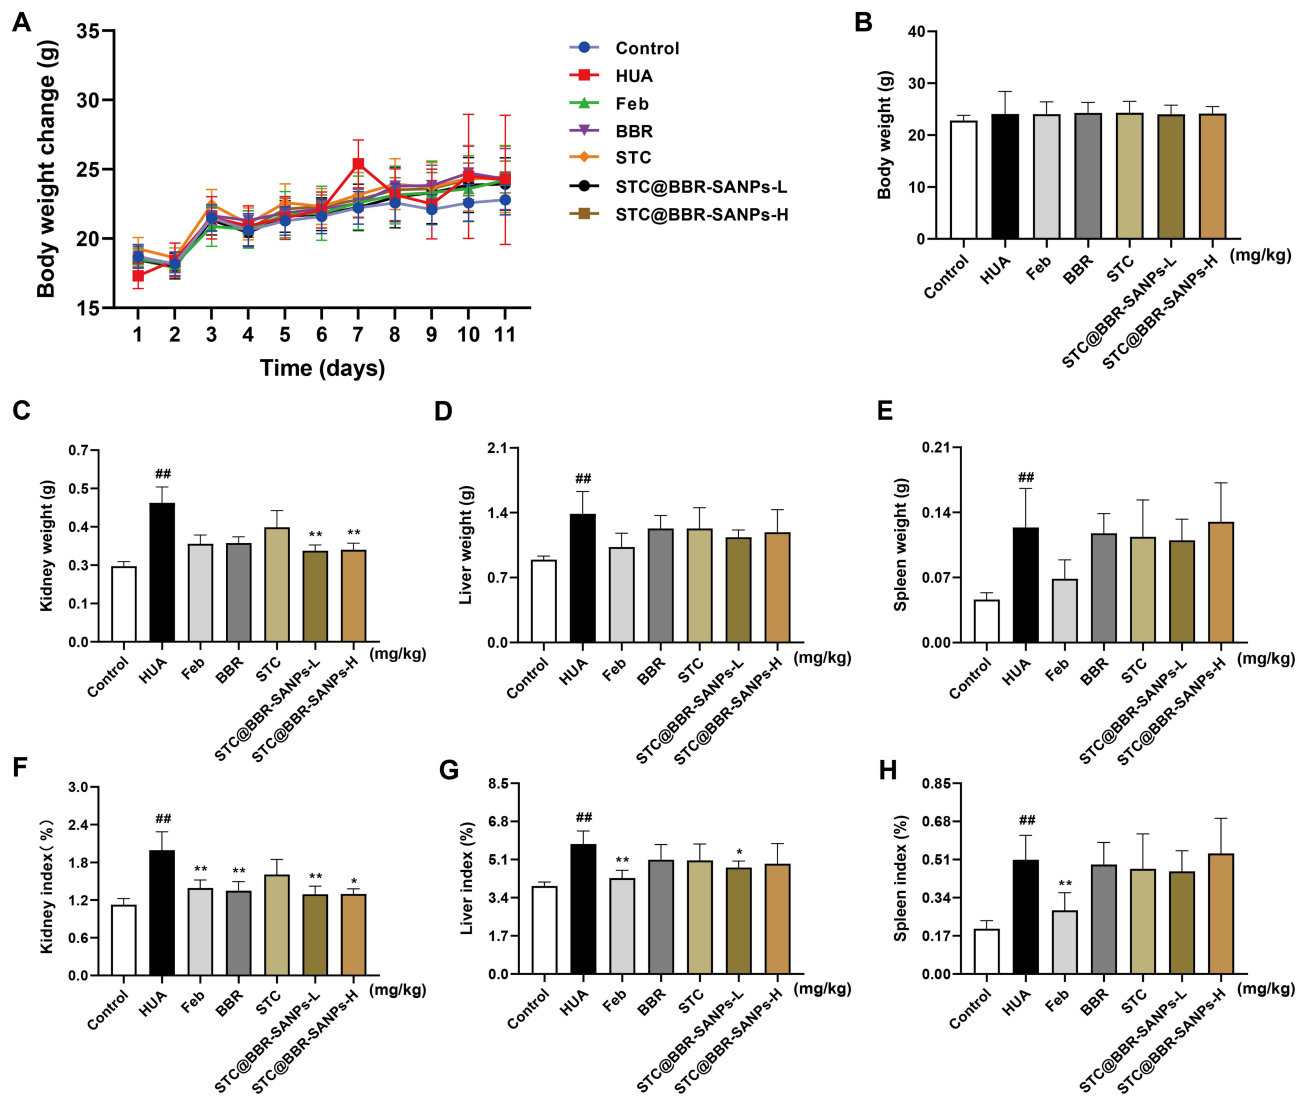 A
Body weight change (g)
35
30
25
20
15
1 2 3 4 5 6 7 8 9 10 11
Time (days)
Control
HUA
Feb
BBR
STC
STC@BBR-SANPs-L
STC@BBR-SANPs-H
B
Body weight (g)
40
30
20
10
0
Control HUA Feb BBR STC STC@BBR-SANPs-L STC@BBR-SANPs-H
(mg/kg)
C
Kidney weight (g)
0.7
0.5
0.4
0.3
0.1
0.0
##
** **
Control HUA Feb BBR STC STC@BBR-SANPs-L STC@BBR-SANPs-H
(mg/kg)
D
Liver weight (g)
2.1
1.4
0.7
0.0
##
Control HUA Feb BBR STC STC@BBR-SANPs-L STC@BBR-SANPs-H
(mg/kg)
E
Spleen weight (g)
0.21
0.14
0.07
0.00
##
Control HUA Feb BBR STC STC@BBR-SANPs-L STC@BBR-SANPs-H
(mg/kg)
F
Kidney index( %)
3.0
2.4
1.8
1.2
0.6
0.0
##
** ** ** *
Control HUA Feb BBR STC STC@BBR-SANPs-L STC@BBR-SANPs-H
(mg/kg)
G
Liver index (%)
8.5
6.8
5.1
3.4
1.7
0.0
##
** *
Control HUA Feb BBR STC STC@BBR-SANPs-L STC@BBR-SANPs-H
(mg/kg)
H
Spleen index (%)
0.85
0.68
0.51
0.34
0.17
0.00
##
**
Control HUA Feb BBR STC STC@BBR-SANPs-L STC@BBR-SANPs-H
(mg/kg)